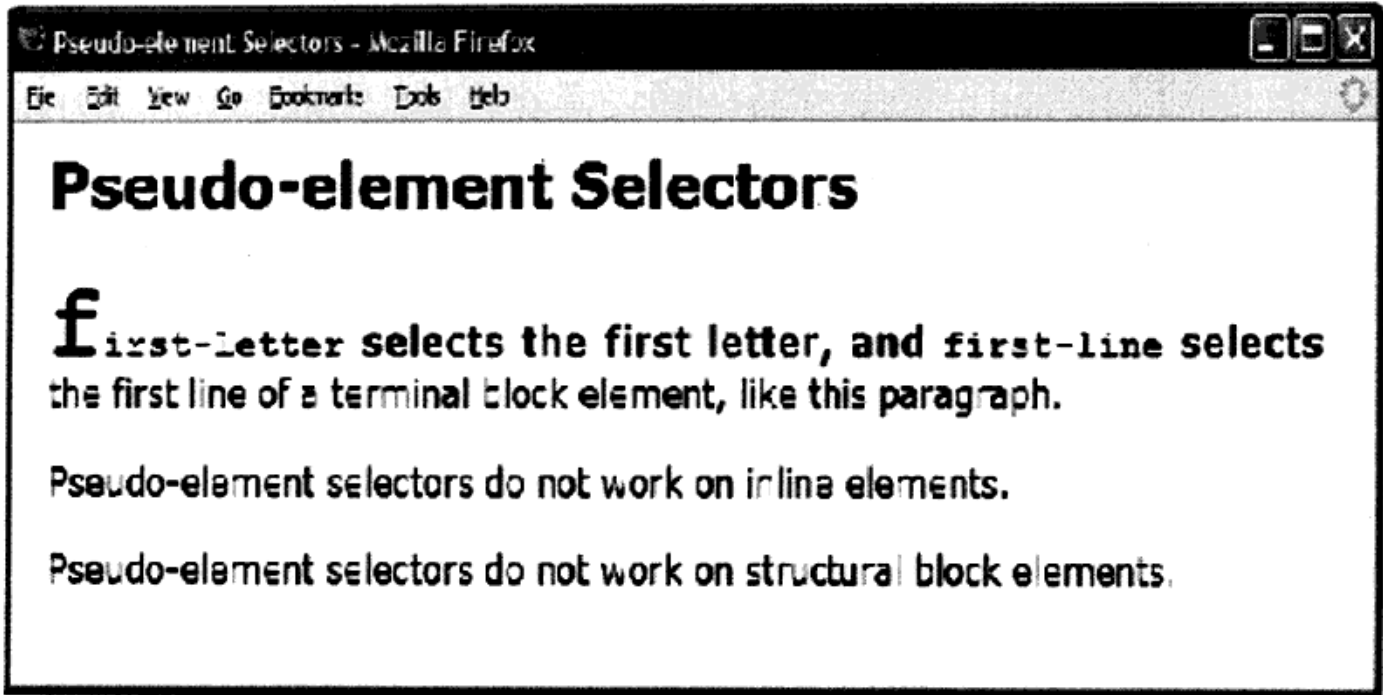 Pseudo-element Selectors - Mozilla Firefox
File Edit View Go Bookmarks Tools Help
Pseudo-element Selectors
first-letter selects the first letter, and first-line selects
the first line of a terminal block element, like this paragraph.
Pseudo-element selectors do not work on inline elements.
Pseudo-element selectors do not work on structural block elements.